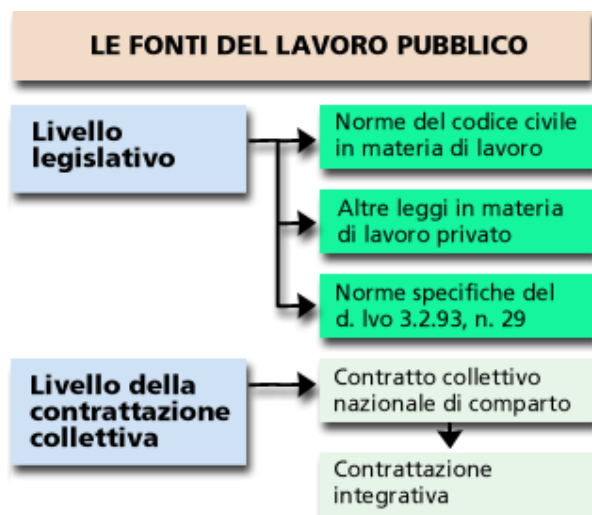 LE FONTI DEL LAVORO PUBBLICO
Livello
legislativo
Norme del codice civile
in materia di lavoro
Altre leggi in materia
di lavoro privato
Norme specifiche del
d. lvo 3.2.93, n. 29
Livello della
contrattazione
collettiva
Contratto collettivo
nazionale di comparto
Contrattazione
integrativa